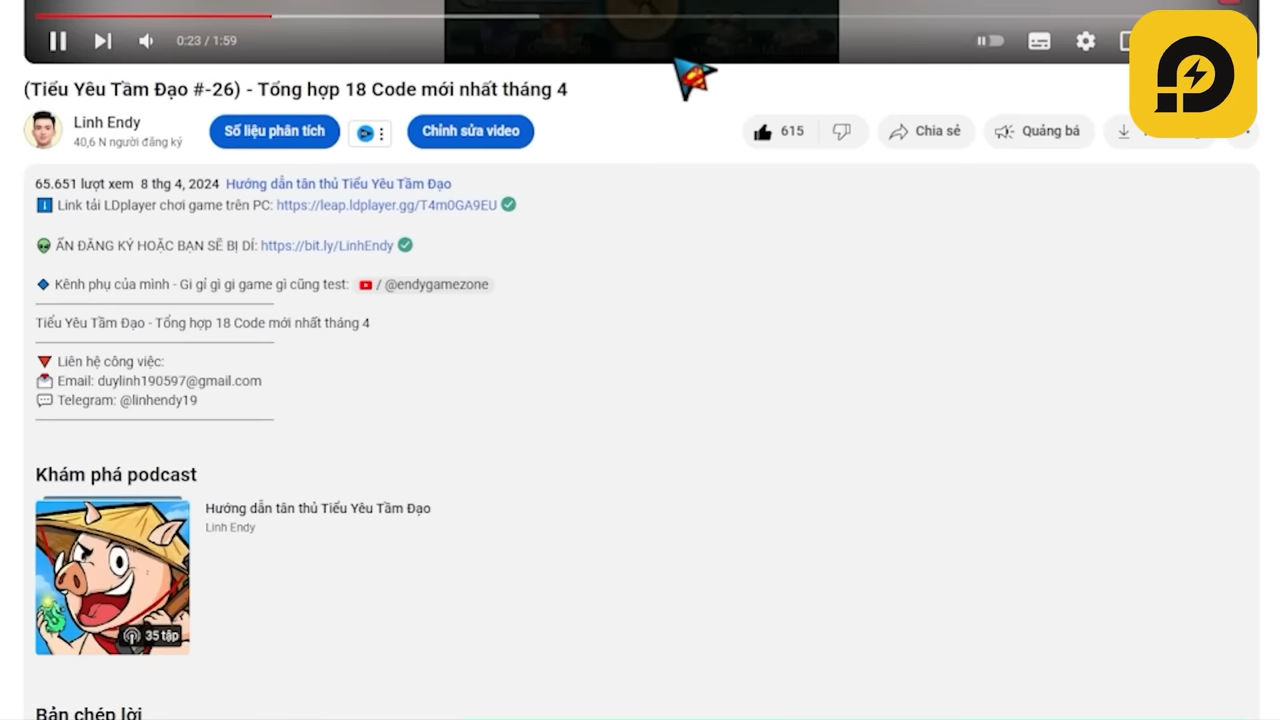 0:23 / 1:59
(Tiểu Yêu Tầm Đạo #-26) - Tổng hợp 18 Code mới nhất tháng 4
Linh Endy
40,6 N người đăng ký
Số liệu phân tích
Chỉnh sửa video
615
Chia sẻ
Quảng bá
65.651 lượt xem 8 thg 4, 2024 Hướng dẫn tân thủ Tiểu Yêu Tầm Đạo
Link tải LDplayer chơi game trên PC: https://leap.ldplayer.gg/T4m0GA9EU
ẤN ĐĂNG KÝ HOẶC BẠN SẼ BỊ DÍ: https://bit.ly/LinhEndy
Kênh phụ của mình - Gi gỉ gì gi game gì cũng test: / @endygamezone
Tiểu Yêu Tầm Đạo - Tổng hợp 18 Code mới nhất tháng 4
Liên hệ công việc:
Email: duylinh190597@gmail.com
Telegram: @linhendy19
Khám phá podcast
Hướng dẫn tân thủ Tiểu Yêu Tầm Đạo
Linh Endy
35 tập
Bản chép lời